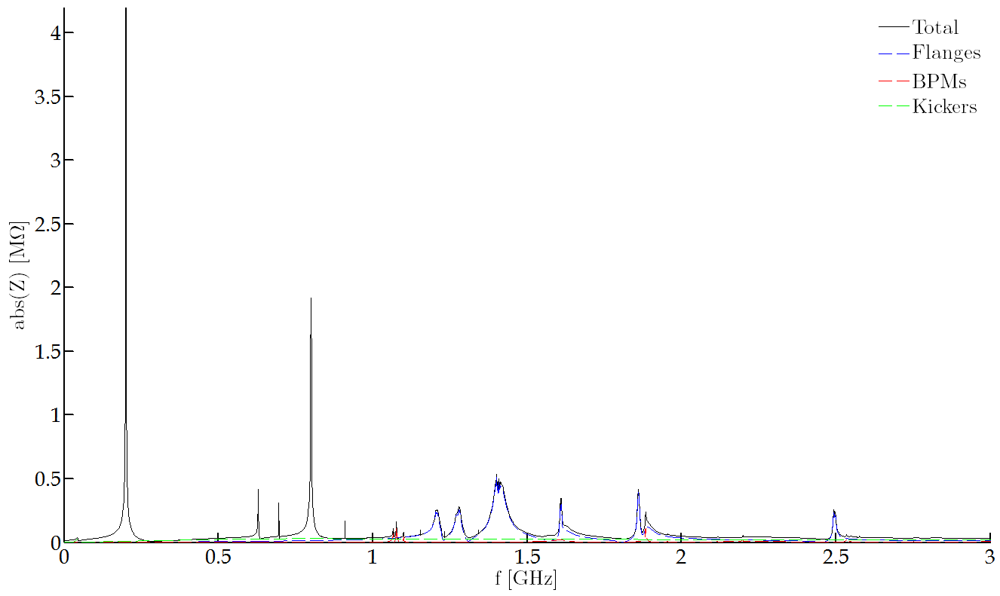 Total
Flanges
BPMs
Kickers
abs(Z) [MΩ]
4
3.5
3
2.5
2
1.5
1
0.5
0
0 0.5 1 1.5 2 2.5 3
f [GHz]